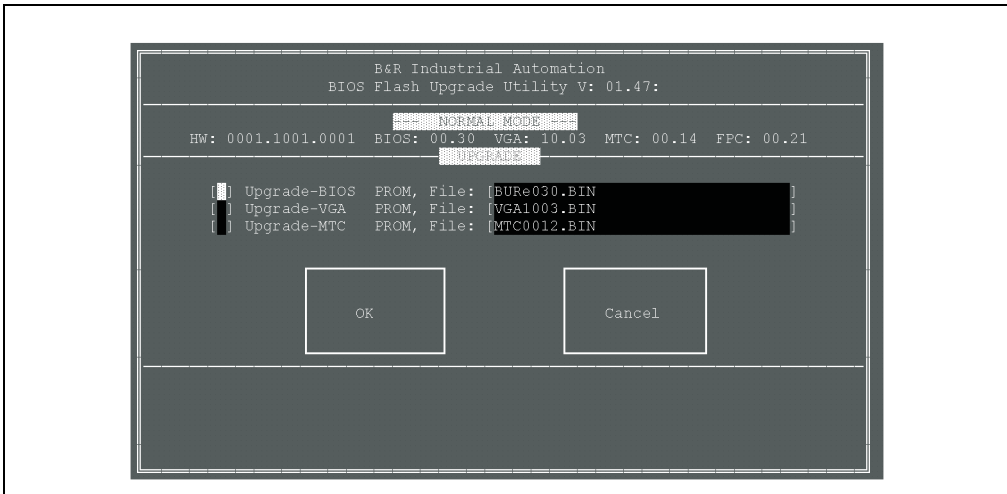 B&R Industrial Automation
BIOS Flash Upgrade Utility V: 01.47:
--- NORMAL MODE ---
HW: 0001.1001.0001 BIOS: 00.30 VGA: 10.03 MTC: 00.14 FPC: 00.21
UPGRADE
[ ] Upgrade-BIOS PROM, File: [BURe030.BIN ]
[ ] Upgrade-VGA PROM, File: [VGA1003.BIN ]
[ ] Upgrade-MTC PROM, File: [MTC0012.BIN ]
OK Cancel